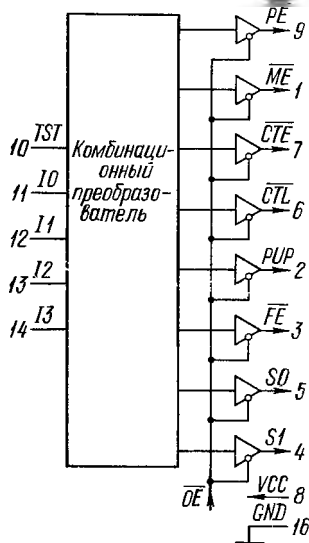 PE
9
ME
1
10 TST
Комбинаци-
онный
преобразо-
ватель
CTE
7
11 I0
CTL
6
12 I1
PUP
2
13 I2
FE
3
14 I3
S0
5
S1
4
OE
VCC
8
GND
16